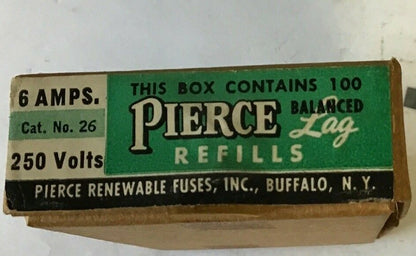 6 AMPS.
Cat. No. 26
250 Volts
THIS BOX CONTAINS 100
PIERCE BALANCED Lag
REFILLS
PIERCE RENEWABLE FUSES, INC., BUFFALO, N. Y.